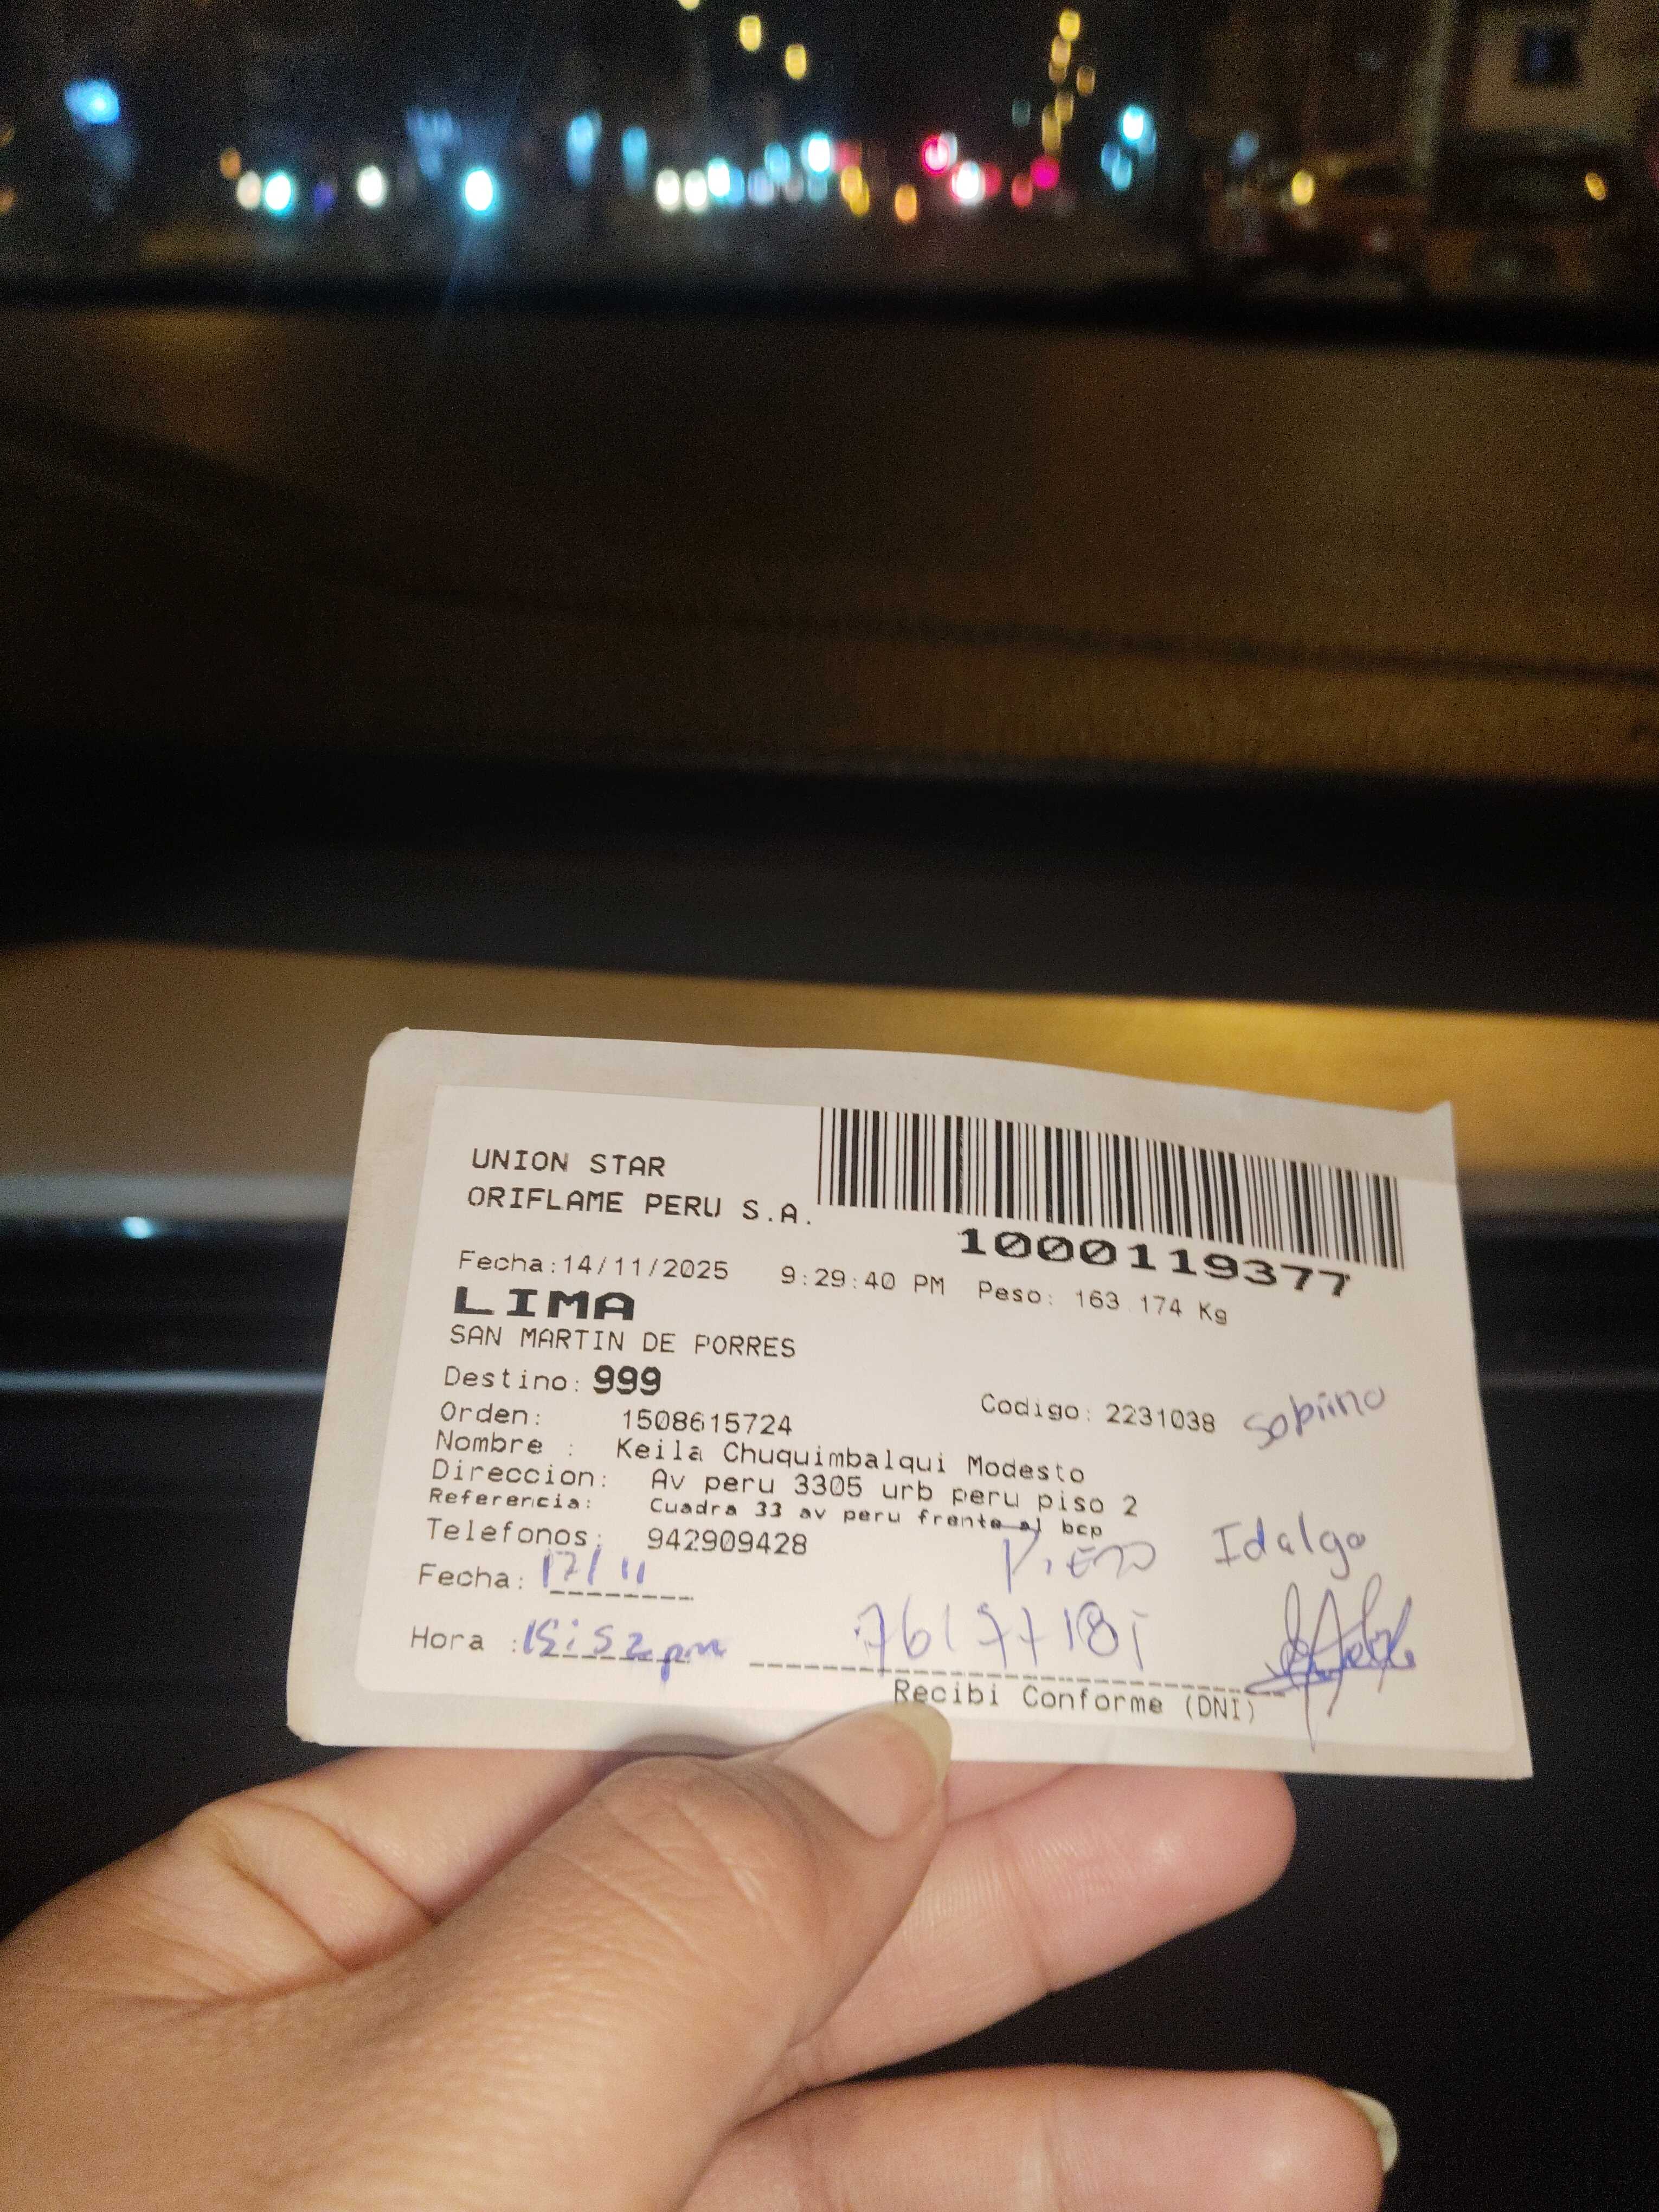 UNION STAR
ORIFLAME PERU S.A.
1000119377
Fecha:14/11/2025 9:29:40 PM Peso: 163.174 Kg
LIMA
SAN MARTIN DE PORRES
Destino: 999
Orden: 1508615724 Codigo: 2231038 sobrino
Nombre : Keila Chuquimbalqui Modesto
Direccion: Av peru 3305 urb peru piso 2
Referencia: Cuadra 33 av peru frente al bcp
Telefonos: 942909428 Idalgo
Fecha: 17/11
Hora :
Recibi Conforme (DNI)